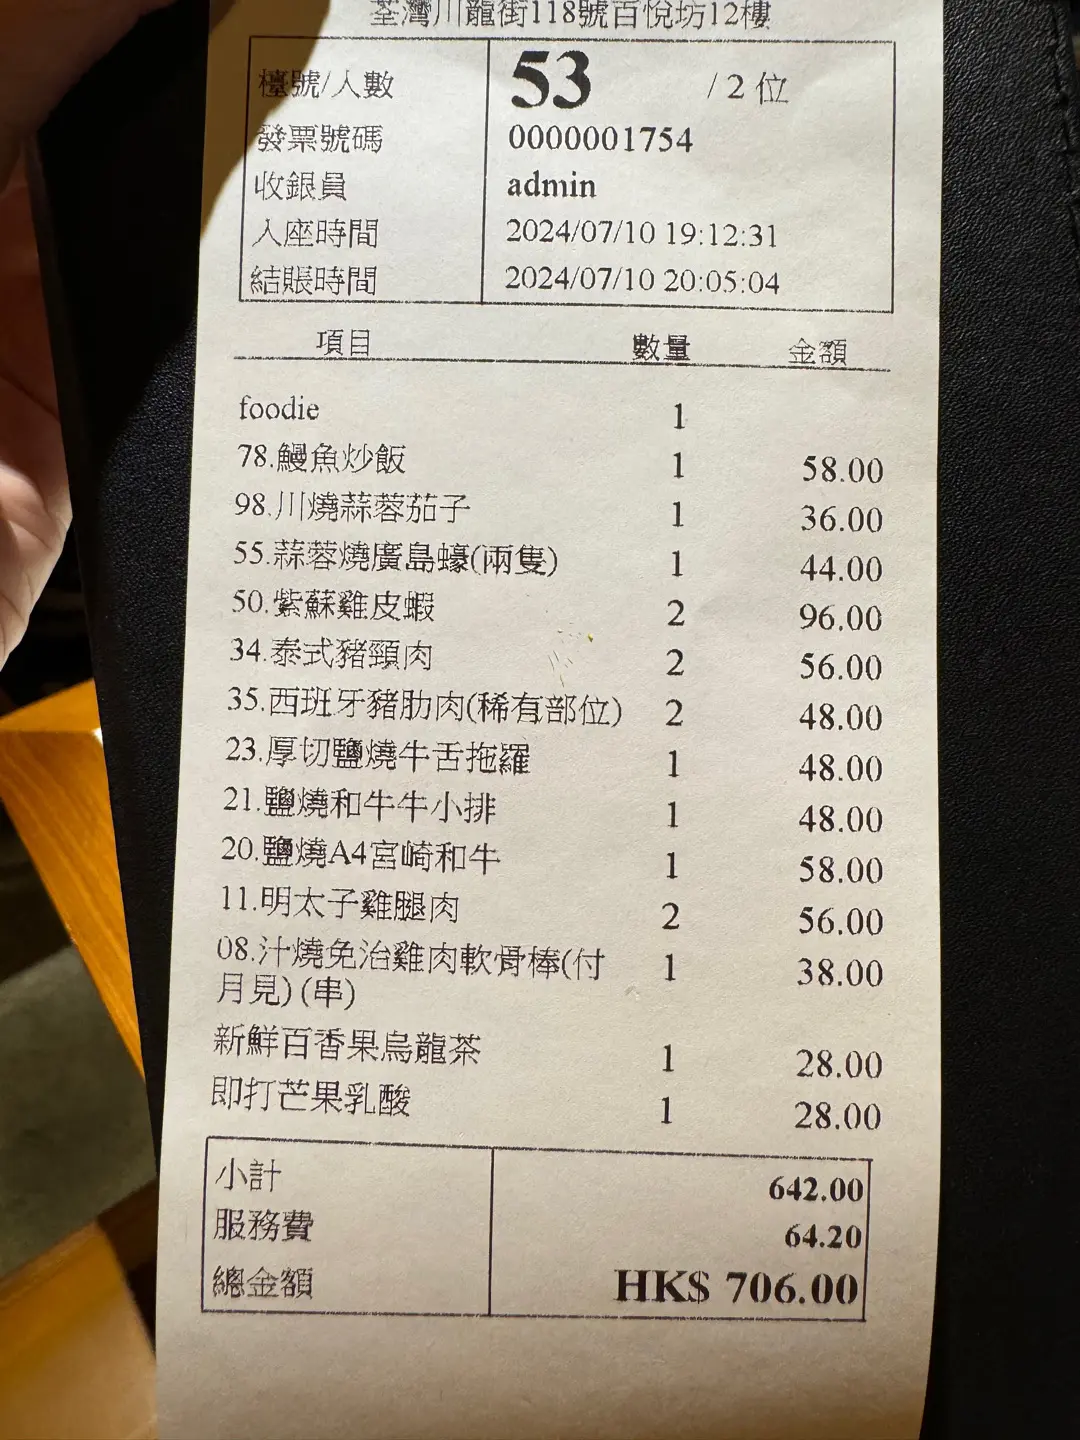 荃灣川龍街118號百悅坊12樓
檯號/人數 53 / 2 位
發票號碼 0000001754
收銀員 admin
入座時間 2024/07/10 19:12:31
結賬時間 2024/07/10 20:05:04
項目 數量 金額
foodie 1
78.鰻魚炒飯 1 58.00
98.川燒蒜蓉茄子 1 36.00
55.蒜蓉燒廣島蠔(兩隻) 1 44.00
50.紫蘇雞皮蝦 2 96.00
34.泰式豬頸肉 2 56.00
35.西班牙豬肋肉(稀有部位) 2 48.00
23.厚切鹽燒牛舌拖羅 1 48.00
21.鹽燒和牛牛小排 1 48.00
20.鹽燒A4宮崎和牛 1 58.00
11.明太子雞腿肉 2 56.00
08.汁燒免治雞肉軟骨棒(付 1 38.00
月見) (串)
新鮮百香果烏龍茶 1 28.00
即打芒果乳酸 1 28.00
小計 642.00
服務費 64.20
總金額 HK$ 706.00